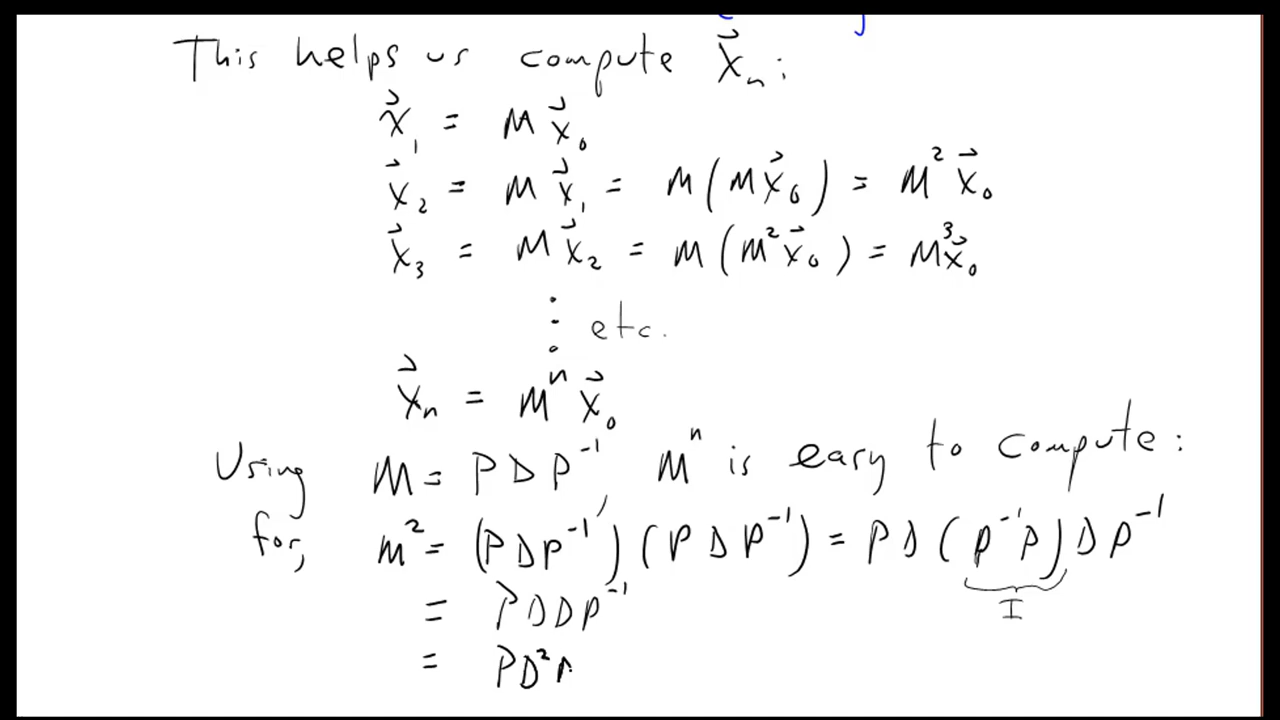 This helps us compute x⃗ₙ :
x⃗₁ = M x⃗₀
x⃗₂ = M x⃗₁ = M(M x⃗₀) = M² x⃗₀
x⃗₃ = M x⃗₂ = M(M² x⃗₀) = M³ x⃗₀
⋮ etc.
x⃗ₙ = Mⁿ x⃗₀
Using M = PDP⁻¹, Mⁿ is easy to compute :
for, M² = (PDP⁻¹)(PDP⁻¹) = PD(P⁻¹P)DP⁻¹
I
= PDDP⁻¹
= PD²